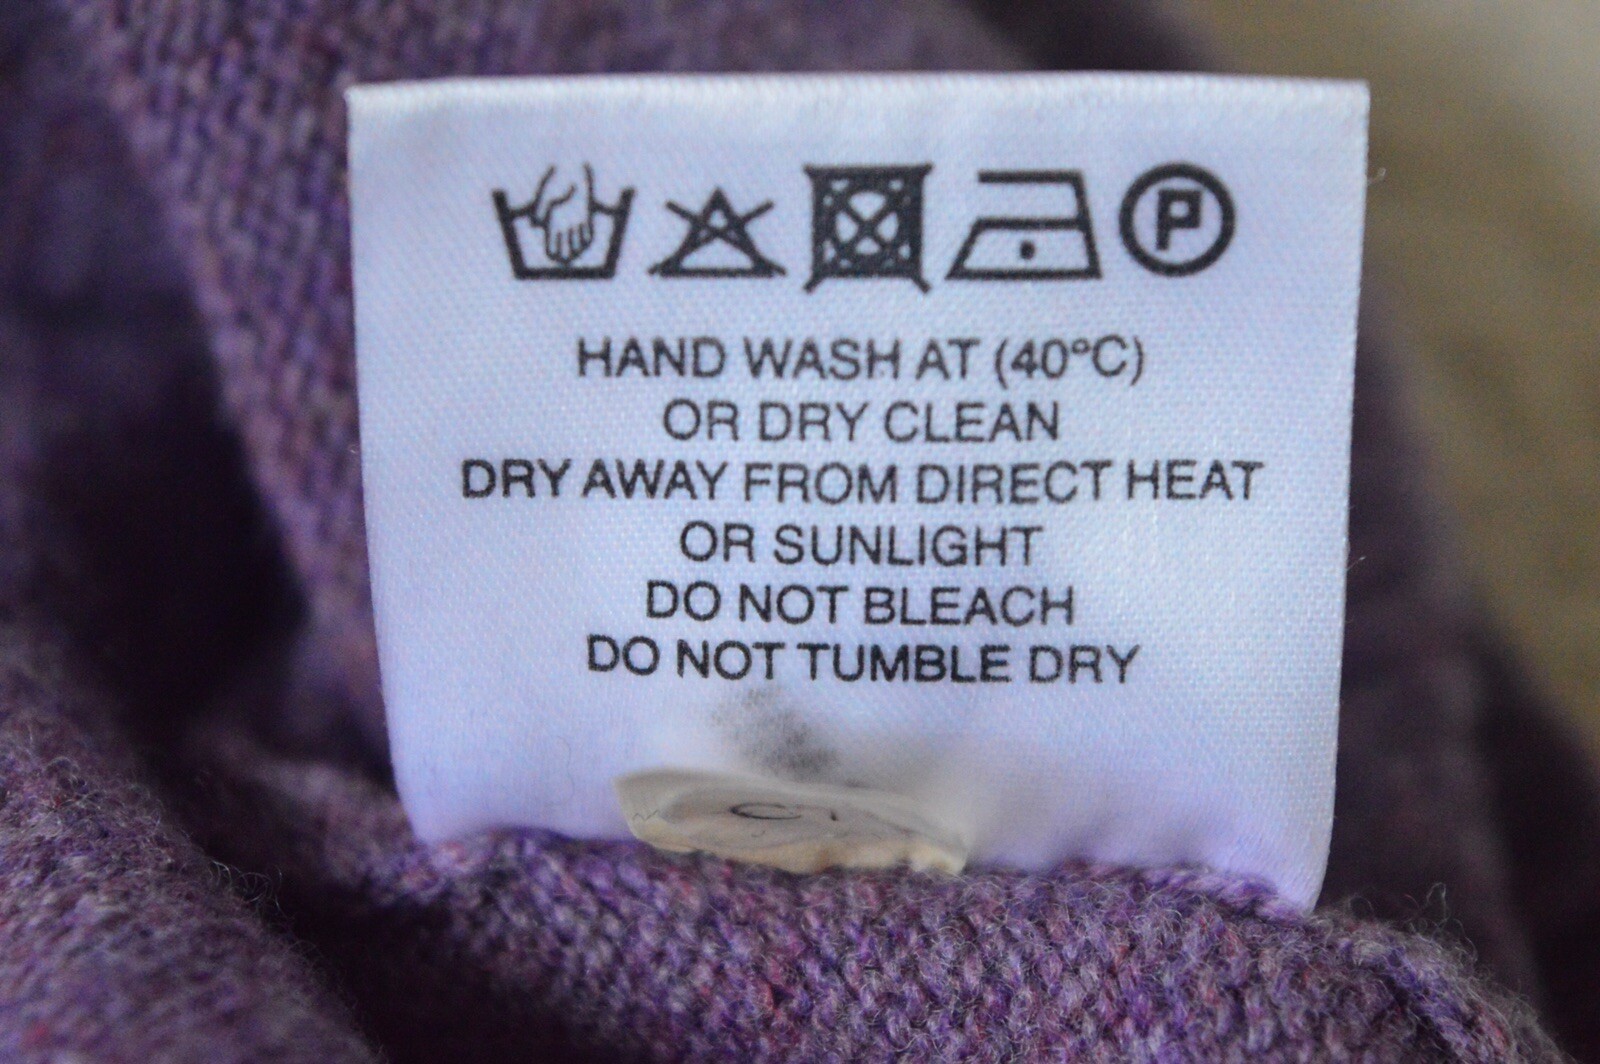 P
HAND WASH AT (40°C)
OR DRY CLEAN
DRY AWAY FROM DIRECT HEAT
OR SUNLIGHT
DO NOT BLEACH
DO NOT TUMBLE DRY